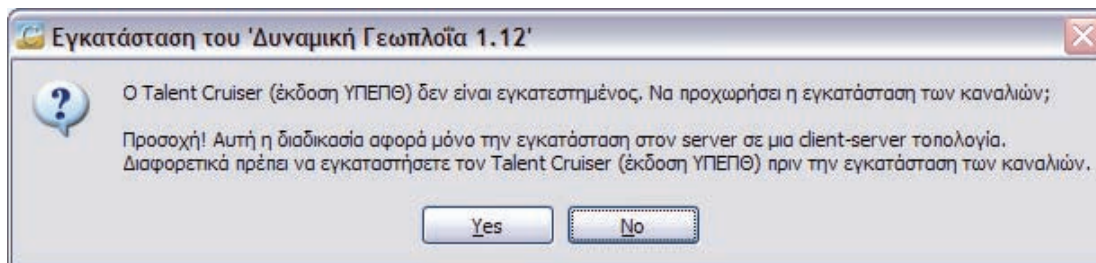 Εγκατάσταση του 'Δυναμική Γεωπλοΐα 1.12'
Ο Talent Cruiser (έκδοση ΥΠΕΠΘ) δεν είναι εγκατεστημένος. Να προχωρήσει η εγκατάσταση των καναλιών;
Προσοχή! Αυτή η διαδικασία αφορά μόνο την εγκατάσταση στον server σε μια client-server τοπολογία.
Διαφορετικά πρέπει να εγκαταστήσετε τον Talent Cruiser (έκδοση ΥΠΕΠΘ) πριν την εγκατάσταση των καναλιών.
Yes No